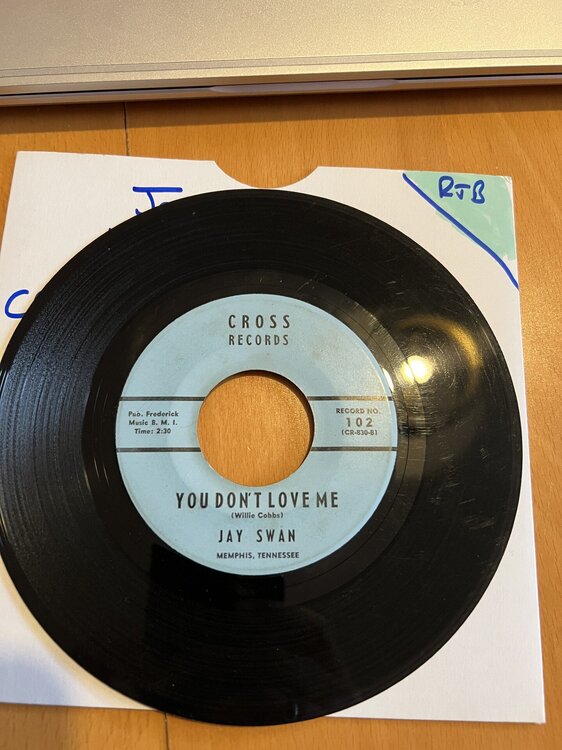 RJB
J
C
CROSS
RECORDS
Pub. Frederick
Music B. M. I.
Time: 2:30
RECORD NO.
102
(CR-830-B)
YOU DON'T LOVE ME
(Willie Cobbs)
JAY SWAN
MEMPHIS, TENNESSEE